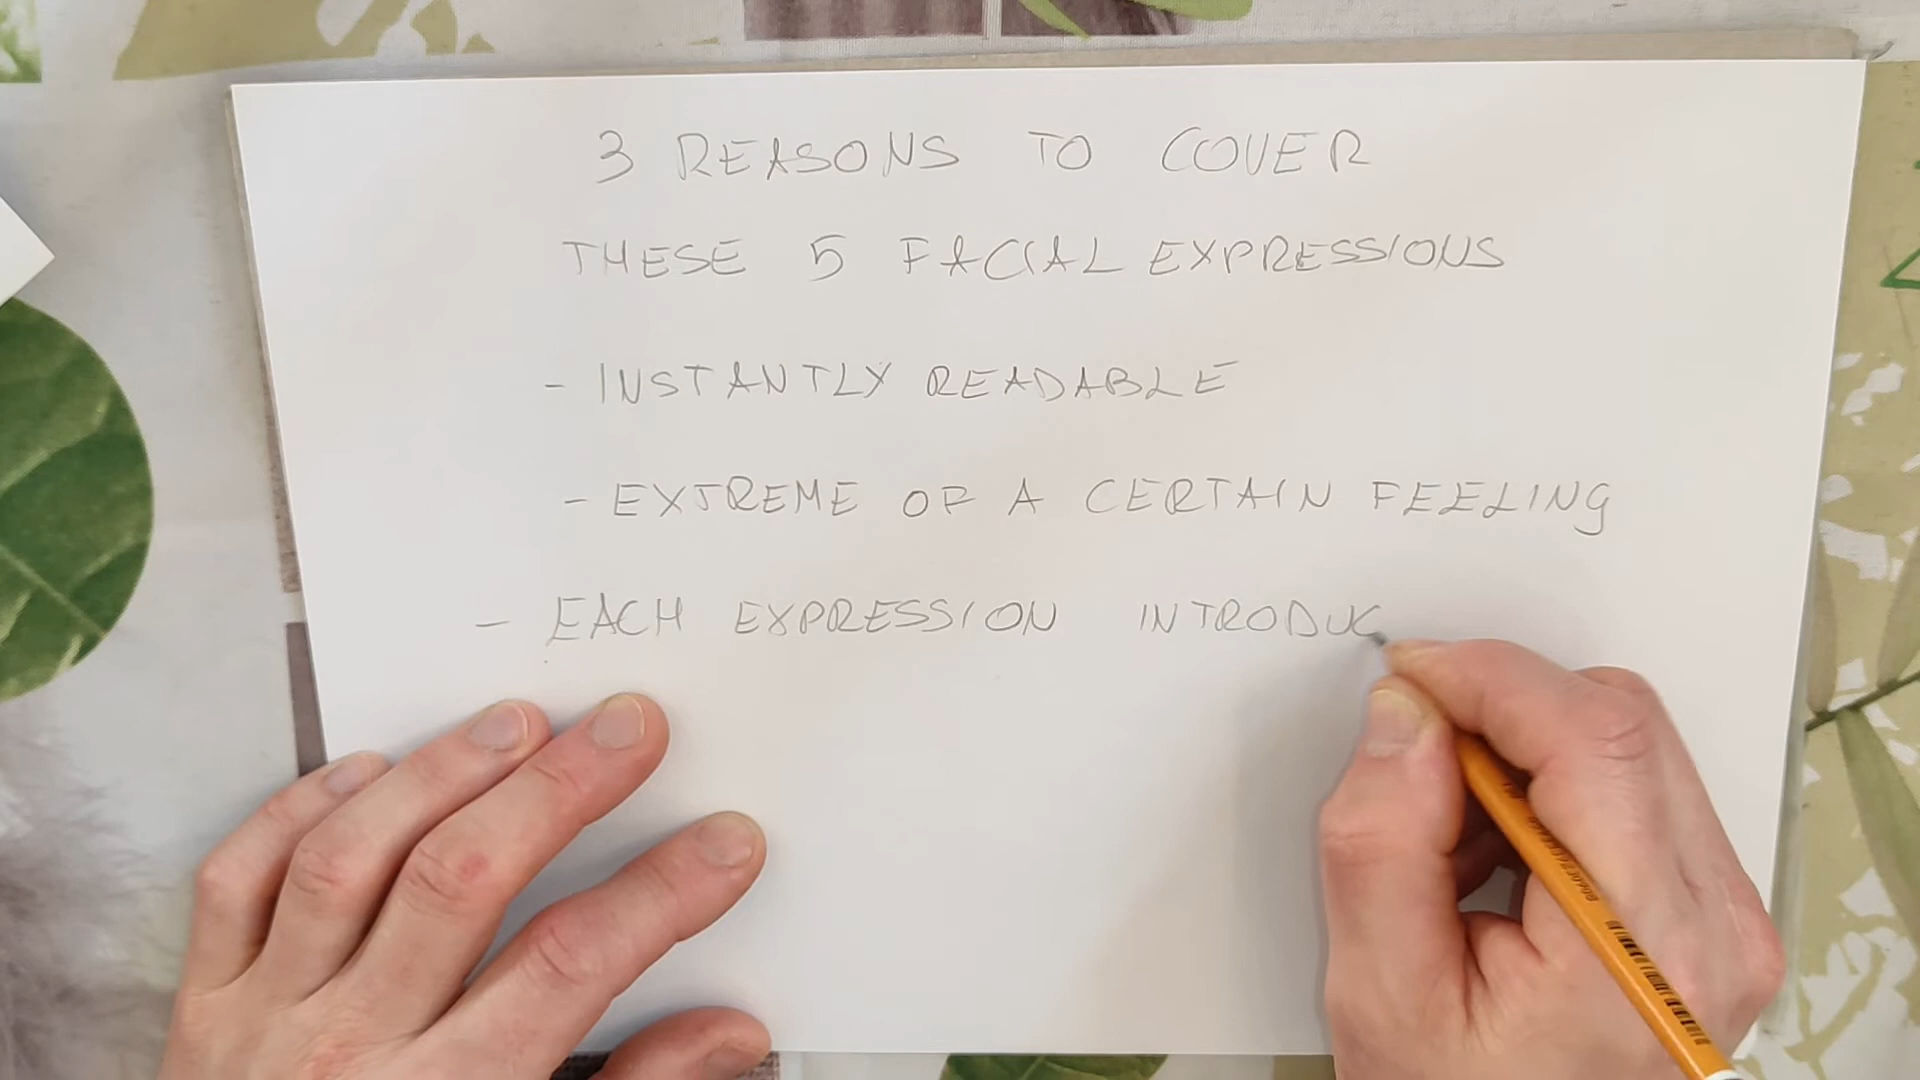 3 REASONS TO COVER
THESE 5 FACIAL EXPRESSIONS
- INSTANTLY READABLE
- EXTREME OF A CERTAIN FEELING
- EACH EXPRESSION INTRODUC